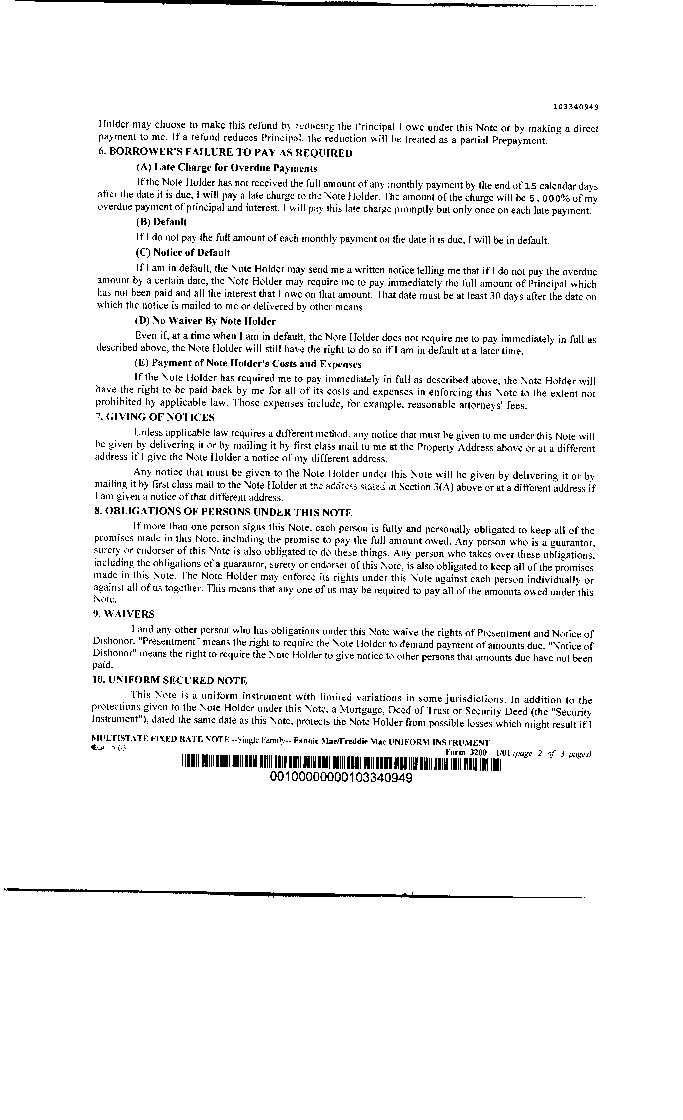 103340949
Holder may choose to make this refund by reducing the Principal I owe under this Note or by making a direct
payment to me. If a refund reduces Principal, the reduction will be treated as a partial Prepayment.
6. BORROWER'S FAILURE TO PAY AS REQUIRED
(A) Late Charge for Overdue Payments
If the Note Holder has not received the full amount of any monthly payment by the end of 15 calendar days
after the date it is due, I will pay a late charge to the Note Holder. The amount of the charge will be 5.000% of my
overdue payment of principal and interest. I will pay this late charge promptly but only once on each late payment.
(B) Default
If I do not pay the full amount of each monthly payment on the date it is due, I will be in default.
(C) Notice of Default
If I am in default, the Note Holder may send me a written notice telling me that if I do not pay the overdue
amount by a certain date, the Note Holder may require me to pay immediately the full amount of Principal which
has not been paid and all the interest that I owe on that amount. That date must be at least 30 days after the date on
which the notice is mailed to me or delivered by other means
(D) No Waiver By Note Holder
Even if, at a time when I am in default, the Note Holder does not require me to pay immediately in full as
described above, the Note Holder will still have the right to do so if I am in default at a later time.
(E) Payment of Note Holder's Costs and Expenses
If the Note Holder has required me to pay immediately in full as described above, the Note Holder will
have the right to be paid back by me for all of its costs and expenses in enforcing this Note to the extent not
prohibited by applicable law. Those expenses include, for example, reasonable attorneys' fees.
7. GIVING OF NOTICES
Unless applicable law requires a different method, any notice that must be given to me under this Note will
be given by delivering it or by mailing it by first class mail to me at the Property Address above or at a different
address if I give the Note Holder a notice of my different address.
Any notice that must be given to the Note Holder under this Note will be given by delivering it or by
mailing it by first class mail to the Note Holder at the address stated in Section 3(A) above or at a different address if
I am given a notice of that different address.
8. OBLIGATIONS OF PERSONS UNDER THIS NOTE
If more than one person signs this Note, each person is fully and personally obligated to keep all of the
promises made in this Note, including the promise to pay the full amount owed. Any person who is a guarantor,
surety or endorser of this Note is also obligated to do these things. Any person who takes over these obligations,
including the obligations of a guarantor, surety or endorser of this Note, is also obligated to keep all of the promises
made in this Note. The Note Holder may enforce its rights under this Note against each person individually or
against all of us together. This means that any one of us may be required to pay all of the amounts owed under this
Note.
9. WAIVERS
I and any other person who has obligations under this Note waive the rights of Presentment and Notice of
Dishonor. "Presentment" means the right to require the Note Holder to demand payment of amounts due. "Notice of
Dishonor" means the right to require the Note Holder to give notice to other persons that amounts due have not been
paid.
10. UNIFORM SECURED NOTE
This Note is a uniform instrument with limited variations in some jurisdictions. In addition to the
protections given to the Note Holder under this Note, a Mortgage, Deed of Trust or Security Deed (the "Security
Instrument"), dated the same date as this Note, protects the Note Holder from possible losses which might result if I
MULTISTATE FIXED RATE NOTE --Single Family-- Fannie Mae/Freddie Mac UNIFORM INSTRUMENT
Form 3200 1/01 (page 2 of 3 pages)
00100000000103340949